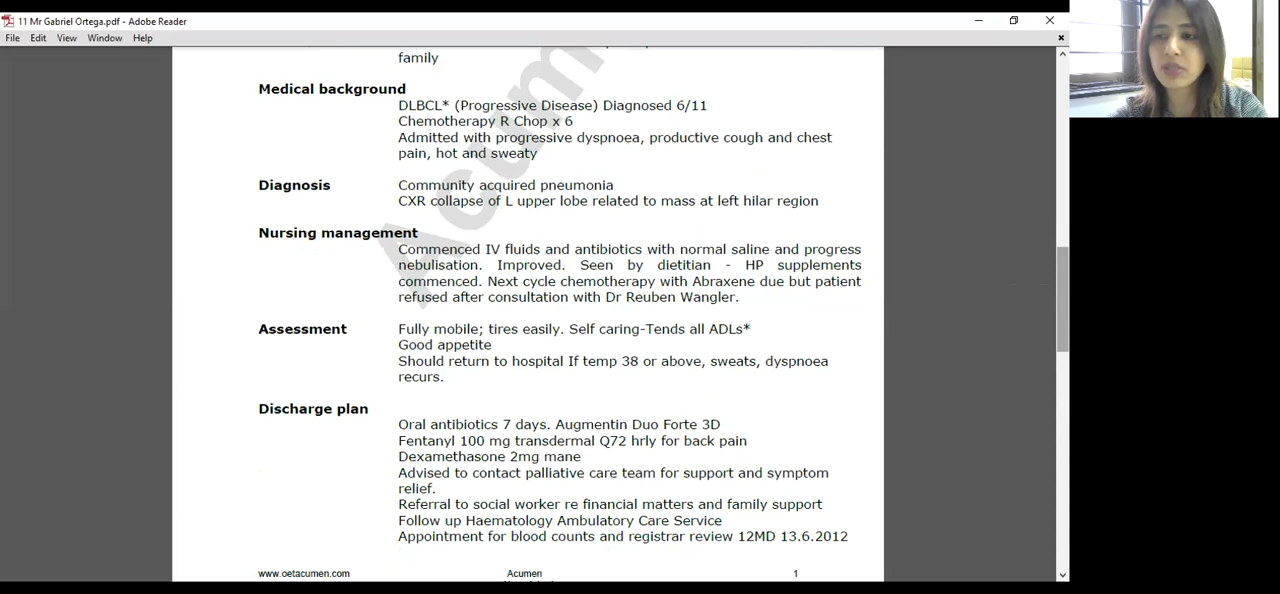 11 Mr Gabriel Ortega.pdf - Adobe Reader
File Edit View Window Help
family
Medical background
DLBCL* (Progressive Disease) Diagnosed 6/11
Chemotherapy R Chop x 6
Admitted with progressive dyspnoea, productive cough and chest
pain, hot and sweaty
Diagnosis
Community acquired pneumonia
CXR collapse of L upper lobe related to mass at left hilar region
Nursing management
Commenced IV fluids and antibiotics with normal saline and progress
nebulisation. Improved. Seen by dietitian - HP supplements
commenced. Next cycle chemotherapy with Abraxene due but patient
refused after consultation with Dr Reuben Wangler.
Assessment
Fully mobile; tires easily. Self caring-Tends all ADLs*
Good appetite
Should return to hospital If temp 38 or above, sweats, dyspnoea
recurs.
Discharge plan
Oral antibiotics 7 days. Augmentin Duo Forte 3D
Fentanyl 100 mg transdermal Q72 hrly for back pain
Dexamethasone 2mg mane
Advised to contact palliative care team for support and symptom
relief.
Referral to social worker re financial matters and family support
Follow up Haematology Ambulatory Care Service
Appointment for blood counts and registrar review 12MD 13.6.2012
www.oetacumen.com Acumen 1